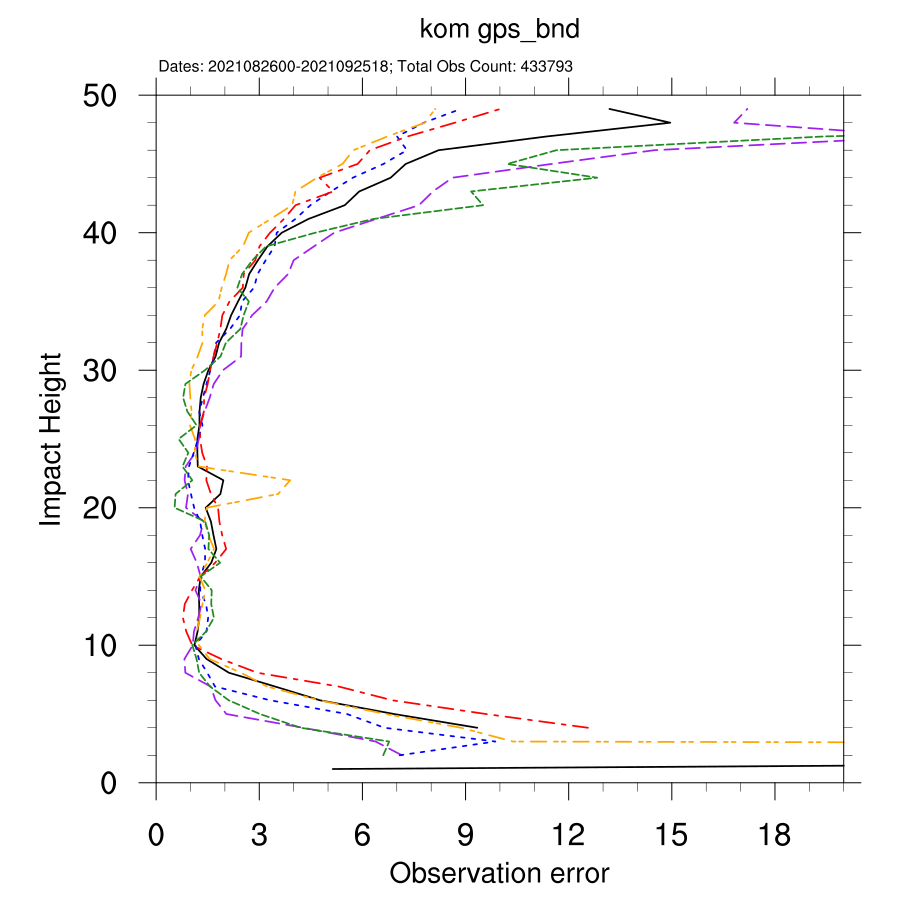 kom gps_bnd
Dates: 2021082600-2021092518; Total Obs Count: 433793
50
40
30
20
10
0
Impact Height
0 3 6 9 12 15 18
Observation error